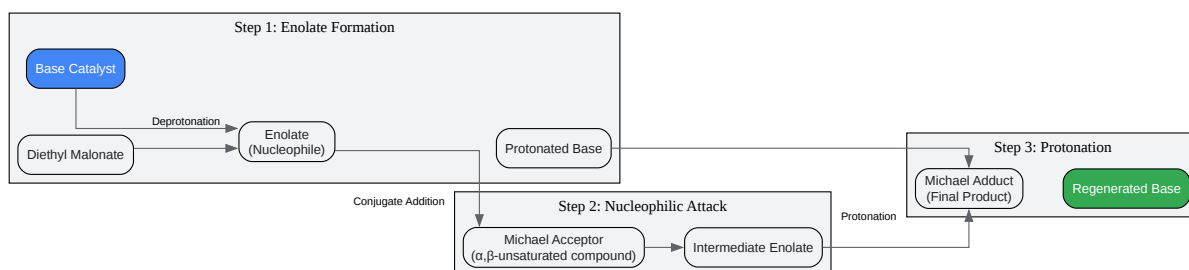 Step 1: Enolate Formation
Base Catalyst
Deprotonation
Diethyl Malonate
Enolate
(Nucleophile)
Protonated Base
Conjugate Addition
Step 2: Nucleophilic Attack
Michael Acceptor
(α,β-unsaturated compound)
Intermediate Enolate
Protonation
Step 3: Protonation
Michael Adduct
(Final Product)
Regenerated Base